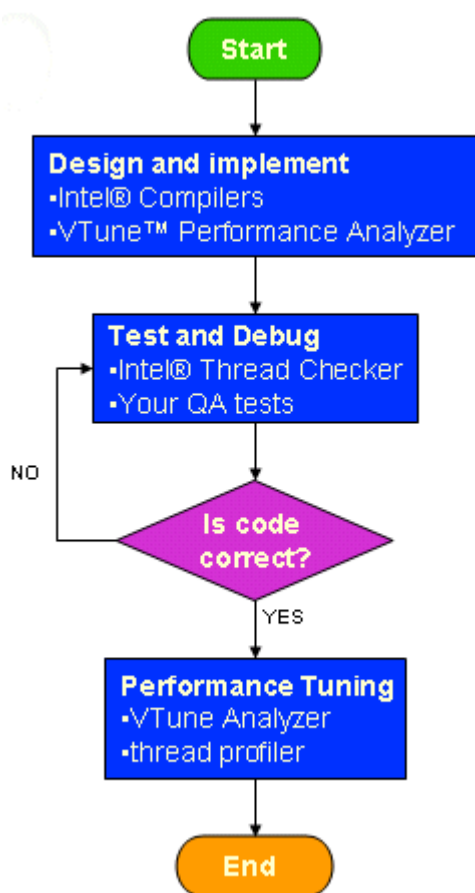 Start
Design and implement
▪Intel® Compilers
▪VTune™ Performance Analyzer
Test and Debug
▪Intel® Thread Checker
▪Your QA tests
NO
Is code
correct?
YES
Performance Tuning
▪VTune Analyzer
▪thread profiler
End